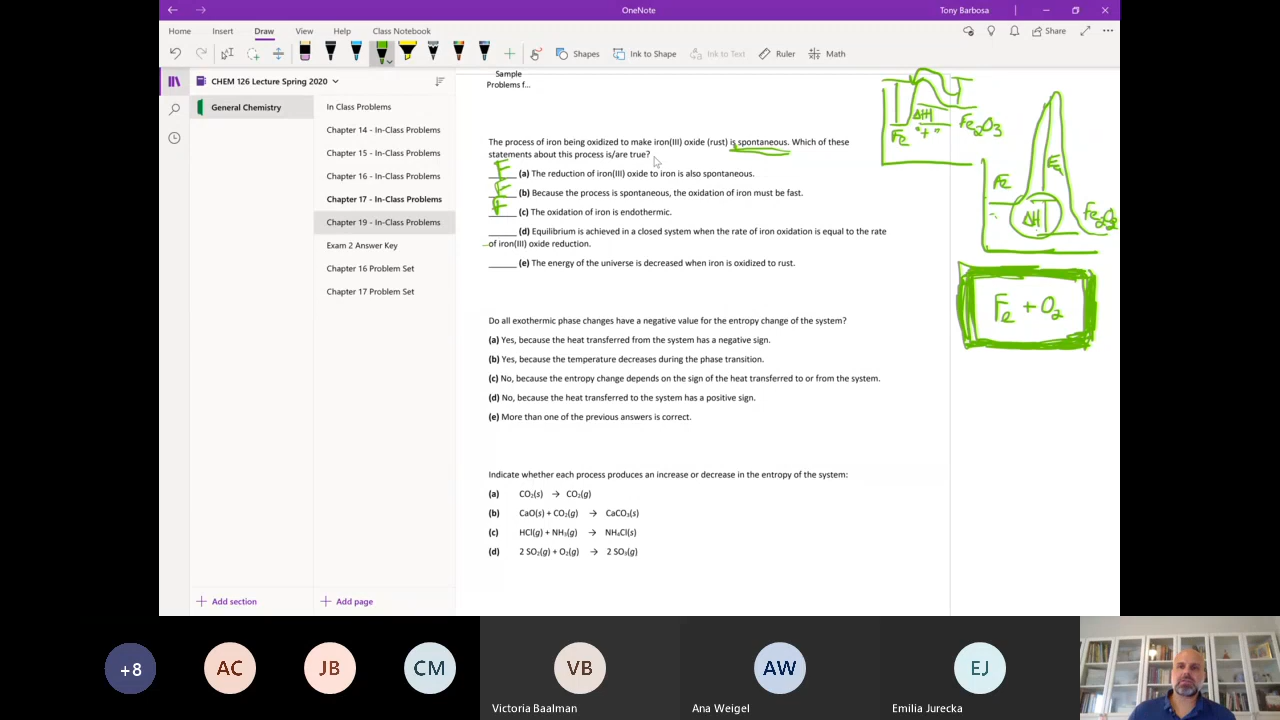 OneNote
Tony Barbosa
Home Insert Draw View Help Class Notebook
Share
Shapes Ink to Shape Ink to Text Ruler Math
CHEM 126 Lecture Spring 2020
General Chemistry
In Class Problems
Chapter 14 - In-Class Problems
Chapter 15 - In-Class Problems
Chapter 16 - In-Class Problems
Chapter 17 - In-Class Problems
Chapter 19 - In-Class Problems
Exam 2 Answer Key
Chapter 16 Problem Set
Chapter 17 Problem Set
Add section
Add page
Sample
Problems f...
The process of iron being oxidized to make iron(III) oxide (rust) is spontaneous. Which of these
statements about this process is/are true?
F (a) The reduction of iron(III) oxide to iron is also spontaneous.
F (b) Because the process is spontaneous, the oxidation of iron must be fast.
F (c) The oxidation of iron is endothermic.
______ (d) Equilibrium is achieved in a closed system when the rate of iron oxidation is equal to the rate
of iron(III) oxide reduction.
______ (e) The energy of the universe is decreased when iron is oxidized to rust.
Do all exothermic phase changes have a negative value for the entropy change of the system?
(a) Yes, because the heat transferred from the system has a negative sign.
(b) Yes, because the temperature decreases during the phase transition.
(c) No, because the entropy change depends on the sign of the heat transferred to or from the system.
(d) No, because the heat transferred to the system has a positive sign.
(e) More than one of the previous answers is correct.
Indicate whether each process produces an increase or decrease in the entropy of the system:
(a) CO₂(s) → CO₂(g)
(b) CaO(s) + CO₂(g) → CaCO₃(s)
(c) HCl(g) + NH₃(g) → NH₄Cl(s)
(d) 2 SO₂(g) + O₂(g) → 2 SO₃(g)
ΔH
"+"
Fe
Fe₂O₃
Fe
ΔH
Fe₂O₃
Fe + O₂
+8
AC
JB
CM
VB
AW
EJ
Victoria Baalman
Ana Weigel
Emilia Jurecka